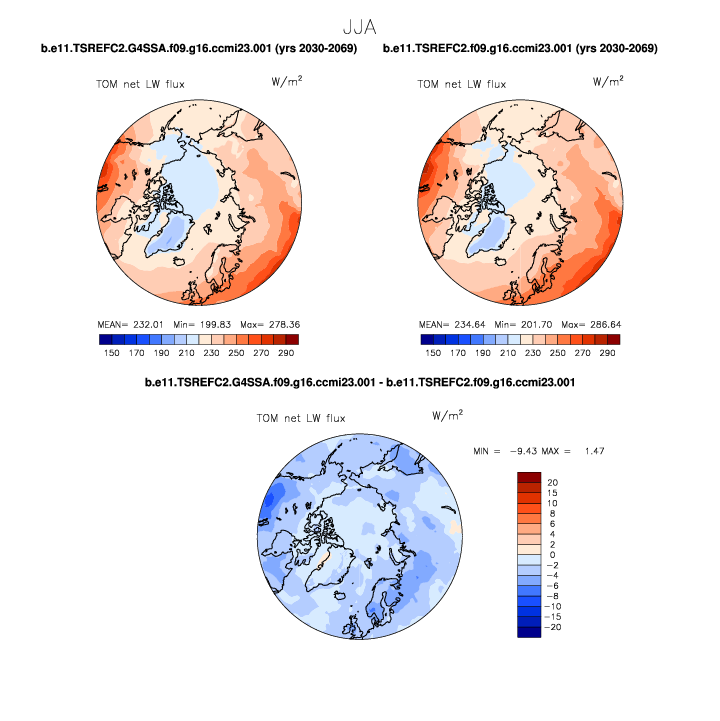 JJA
b.e11.TSREFC2.G4SSA.f09.g16.ccmi23.001 (yrs 2030-2069)
b.e11.TSREFC2.f09.g16.ccmi23.001 (yrs 2030-2069)
TOM net LW flux W/m²
TOM net LW flux W/m²
MEAN= 232.01 Min= 199.83 Max= 278.36
150 170 190 210 230 250 270 290
MEAN= 234.64 Min= 201.70 Max= 286.64
150 170 190 210 230 250 270 290
b.e11.TSREFC2.G4SSA.f09.g16.ccmi23.001 - b.e11.TSREFC2.f09.g16.ccmi23.001
TOM net LW flux W/m²
MIN = -9.43 MAX = 1.47
20
15
10
8
6
4
2
0
-2
-4
-6
-8
-10
-15
-20